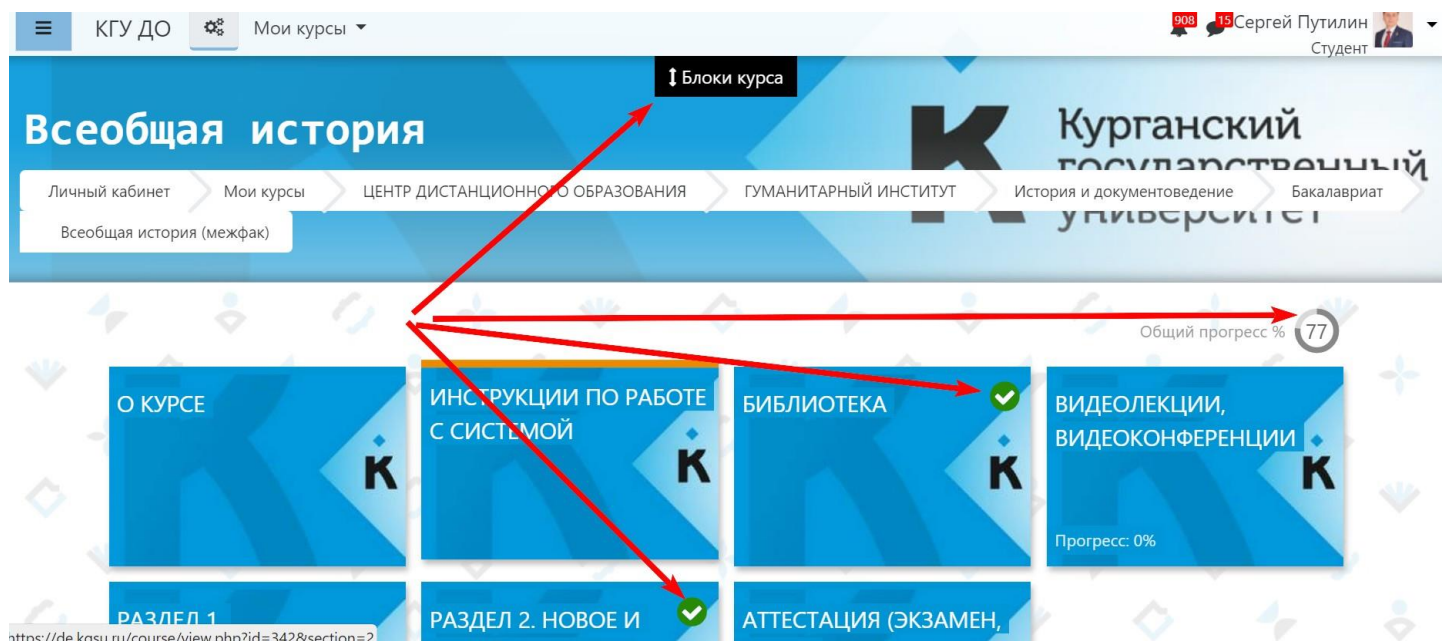 КГУ ДО
Мои курсы
908
15
Сергей Путилин
Студент
Блоки курса
Всеобщая история
Курганский
государственный
университет
Личный кабинет
Мои курсы
ЦЕНТР ДИСТАНЦИОННОГО ОБРАЗОВАНИЯ
ГУМАНИТАРНЫЙ ИНСТИТУТ
История и документоведение
Бакалавриат
Всеобщая история (межфак)
Общий прогресс % 77
О КУРСЕ
ИНСТРУКЦИИ ПО РАБОТЕ
С СИСТЕМОЙ
БИБЛИОТЕКА
ВИДЕОЛЕКЦИИ,
ВИДЕОКОНФЕРЕНЦИИ
Прогресс: 0%
РАЗДЕЛ 1
РАЗДЕЛ 2. НОВОЕ И
АТТЕСТАЦИЯ (ЭКЗАМЕН,
https://de.kgsu.ru/course/view.php?id=342&section=2